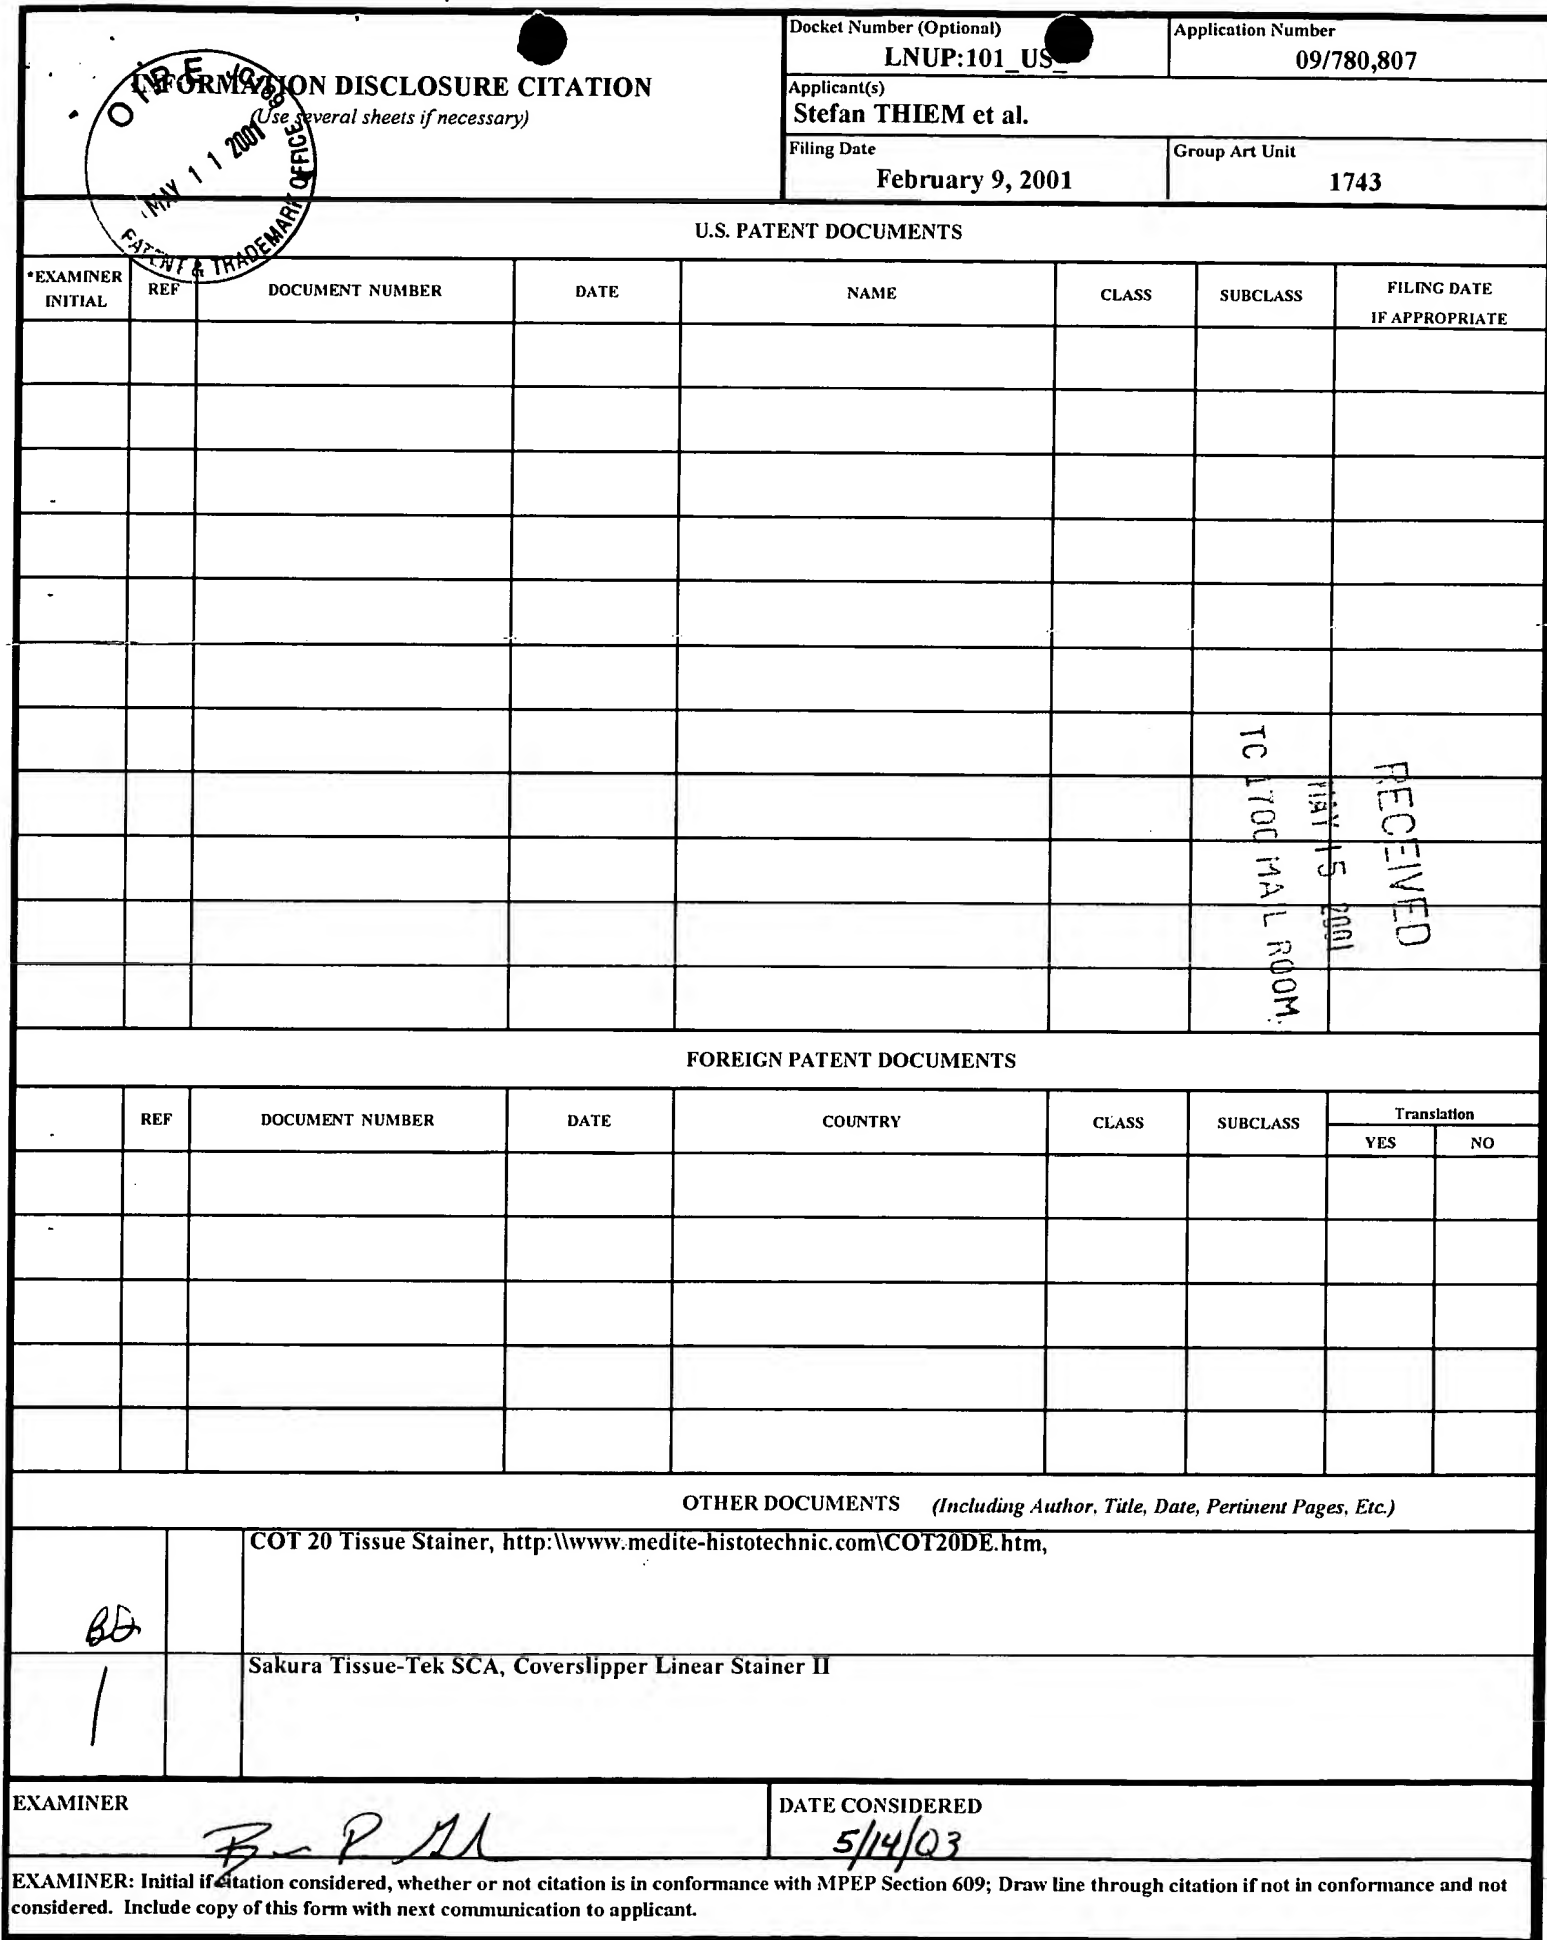 INFORMATION DISCLOSURE CITATION
(Use several sheets if necessary)
OIPE
MAY 11 2001
PATENT & TRADEMARK OFFICE
Docket Number (Optional)
LNUP:101_US_
Application Number
09/780,807
Applicant(s)
Stefan THIEM et al.
Filing Date
February 9, 2001
Group Art Unit
1743
U.S. PATENT DOCUMENTS
*EXAMINER INITIAL
REF
DOCUMENT NUMBER
DATE
NAME
CLASS
SUBCLASS
FILING DATE
IF APPROPRIATE
RECEIVED
MAY 15 2001
TC 1700 MAIL ROOM
FOREIGN PATENT DOCUMENTS
REF
DOCUMENT NUMBER
DATE
COUNTRY
CLASS
SUBCLASS
Translation
YES
NO
OTHER DOCUMENTS (Including Author, Title, Date, Pertinent Pages, Etc.)
COT 20 Tissue Stainer, http:\\www.medite-histotechnic.com\COT20DE.htm,
Sakura Tissue-Tek SCA, Coverslipper Linear Stainer II
EXAMINER
DATE CONSIDERED
5/14/03
EXAMINER: Initial if citation considered, whether or not citation is in conformance with MPEP Section 609; Draw line through citation if not in conformance and not
considered. Include copy of this form with next communication to applicant.